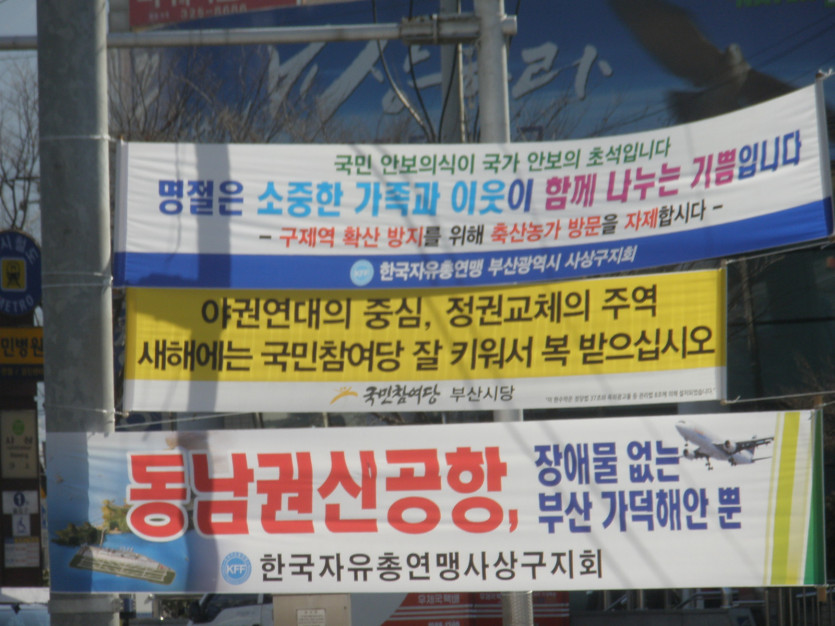 328-8006
국민 안보의식이 국가 안보의 초석입니다
명절은 소중한 가족과 이웃이 함께 나누는 기쁨입니다
- 구제역 확산 방지를 위해 축산농가 방문을 자제합시다 -
KFF 한국자유총연맹 부산광역시 사상구지회
야권연대의 중심, 정권교체의 주역
새해에는 국민참여당 잘 키워서 복 받으십시오
국민참여당 부산시당
동남권신공항, 장애물 없는
부산 가덕해안 뿐
KFF 한국자유총연맹사상구지회
METRO
민병원